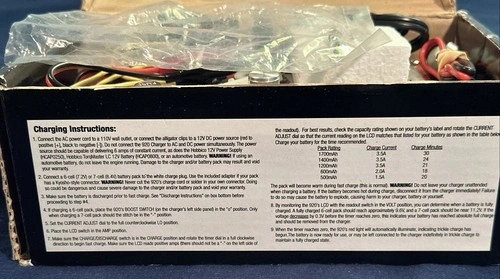 Charging Instructions:
1. Connect the AC power cord to a 110V wall outlet, or connect the alligator clips to a 12V DC power source (red to
positive [+], black to negative [-]). Do not connect the 920 Charger to AC and DC power simultaneously. The power
source should be capable of delivering 6 amps of constant current, as does the Hobbico 12V Power Supply
(HCAP0250), Hobbico TorqMaster LC 12V Battery (HCAP0800), or an automotive battery. WARNING! If using an
automotive battery, do not leave the engine running. Damage to the charger and/or battery pack may result and void
your warranty.
2. Connect a 6-cell (7.2V) or 7-cell (8.4V) battery pack to the white charge plug. Use the included adapter if your pack
has a Kyosho-style connector. WARNING! Never cut the 920's charge cord or solder to your own connector. Doing
so could be dangerous and cause severe damage to the charger and/or battery pack and void your warranty.
3. Make sure the battery is discharged prior to fast charge. See "Discharge Instructions" on box before
proceeding to step #4.
4. If charging a 6-cell pack, place the 920's BOOST SWITCH (on the charger's left side panel) in the "o" position. Only
when charging a 7-cell pack should the switch be in the "-" position.
5. Set the CURRENT ADJUST dial to the full counterclockwise LO position.
6. Place the LCD switch in the AMP position.
7. Make sure the CHARGE/DISCHARGE switch is in the CHARGE position and rotate the timer dial in a full clockwise
direction to begin fast charge. Make sure the LCD reads positive amps (there should not be a "-" on the left side of
the readout). For best results, check the capacity rating shown on your battery's label and rotate the CURRENT
ADJUST dial so that the current reading on the LCD matches that listed for your battery as shown in the table
Charge your battery for the time recommended.
Pack Rating Charge Current Charge Minutes
1700mAh 3.5A 30
1400mAh 3.5A 24
1200mAh 3.5A 21
600mAh 2.0A 18
500mAh 1.5A 20
The pack will become warm during fast charge (this is normal). WARNING! Do not leave your charger unattended
when charging a battery. If the battery becomes hot during charge, disconnect it from the charger immediately! Failure to
do so may cause the battery to explode, causing harm to your charger, battery or yourself.
8. By monitoring the 920's LCD with the readout switch in the VOLT position, you can determine when a battery is fully
charged. A fully charged 6-cell pack should reach approximately 9.6V, and a 7-cell pack should be near 11.2V. If the
voltage decreases by 0.2V before the timer reaches zero, this indicates your battery has reached absolute peak
and should be removed from the charger.
9. When the timer reaches zero, the 920's red light will automatically illuminate, indicating trickle charge has
begun. The battery is now ready for use, or may be left connected to the charger indefinitely in trickle charge to
maintain a fully charged state.